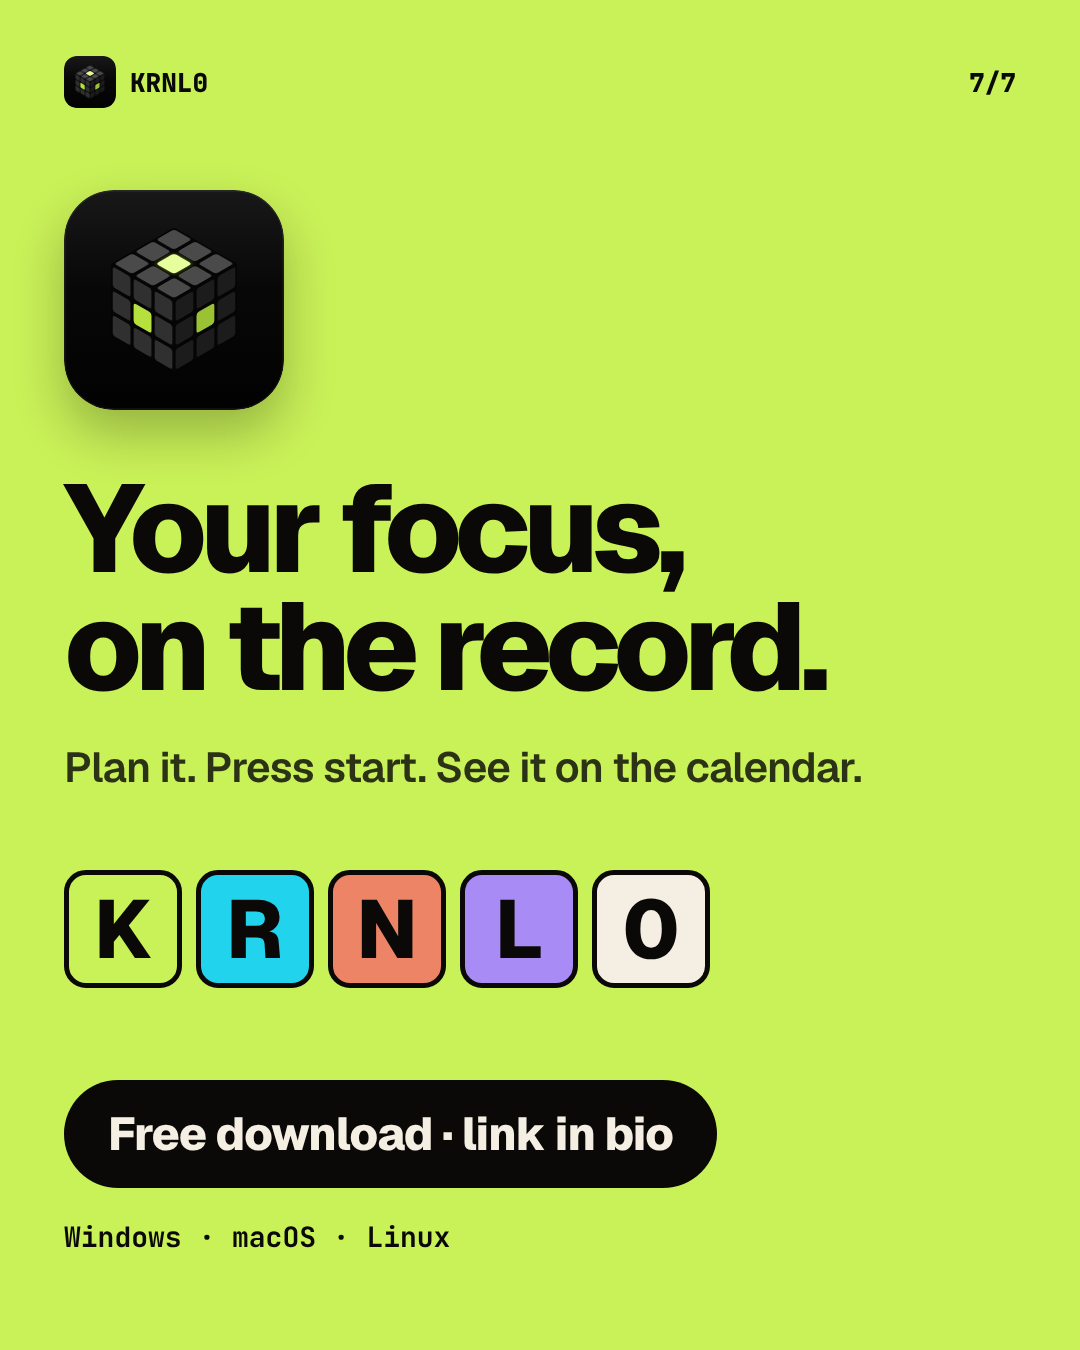 KRNL0
7/7
Your focus,
on the record.
Plan it. Press start. See it on the calendar.
K R N L 0
Free download · link in bio
Windows · macOS · Linux